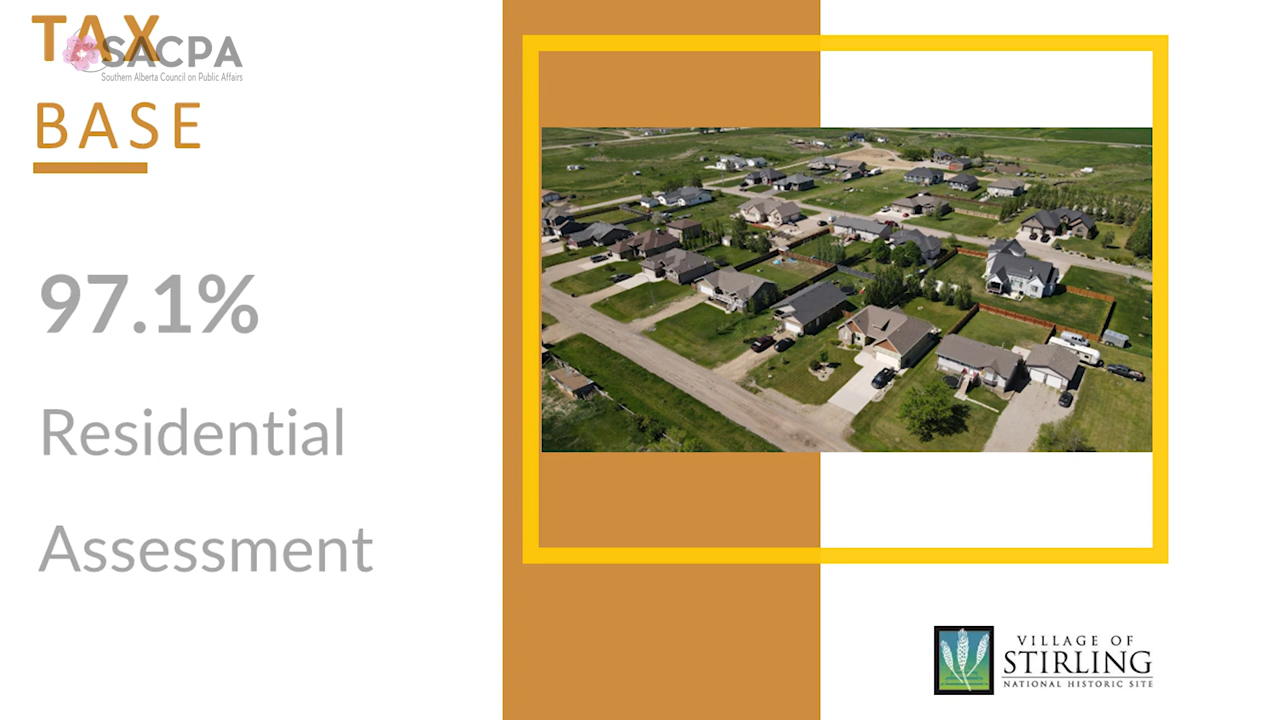 TAX
SACPA
Southern Alberta Council on Public Affairs
BASE
97.1%
Residential
Assessment
VILLAGE OF
STIRLING
NATIONAL HISTORIC SITE